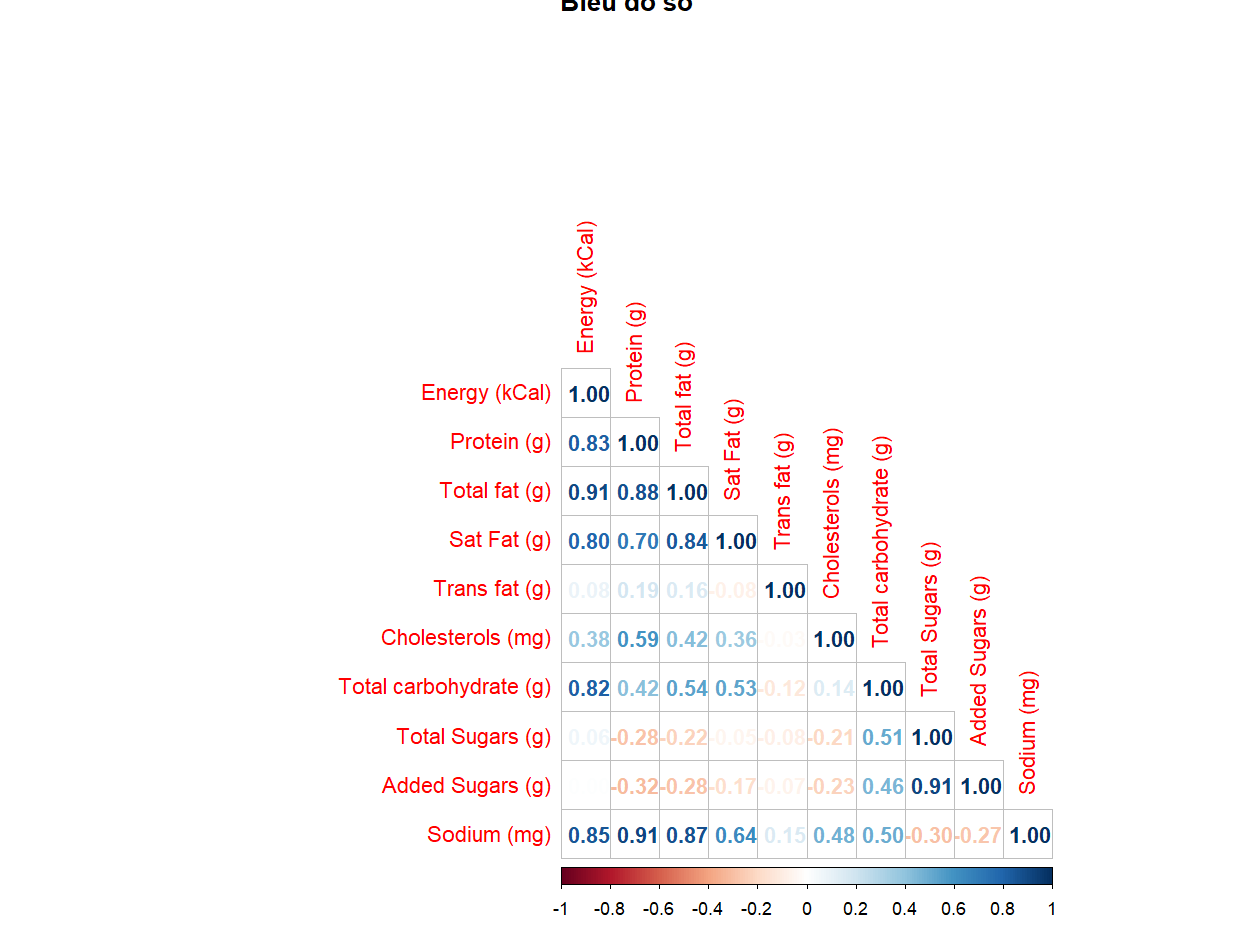 Bieu do so
Energy (kCal)
Protein (g)
Total fat (g)
Sat Fat (g)
Trans fat (g)
Cholesterols (mg)
Total carbohydrate (g)
Total Sugars (g)
Added Sugars (g)
Sodium (mg)
Energy (kCal) 1.00
Protein (g) 0.83 1.00
Total fat (g) 0.91 0.88 1.00
Sat Fat (g) 0.80 0.70 0.84 1.00
Trans fat (g) 0.08 0.19 0.16 -0.08 1.00
Cholesterols (mg) 0.38 0.59 0.42 0.36 1.00
Total carbohydrate (g) 0.82 0.42 0.54 0.53 -0.12 0.14 1.00
Total Sugars (g) 0.06 -0.28 -0.22 -0.05 -0.08 -0.21 0.51 1.00
Added Sugars (g) -0.32 -0.28 -0.17 -0.07 -0.23 0.46 0.91 1.00
Sodium (mg) 0.85 0.91 0.87 0.64 0.15 0.48 0.50 -0.30 -0.27 1.00
-1 -0.8 -0.6 -0.4 -0.2 0 0.2 0.4 0.6 0.8 1